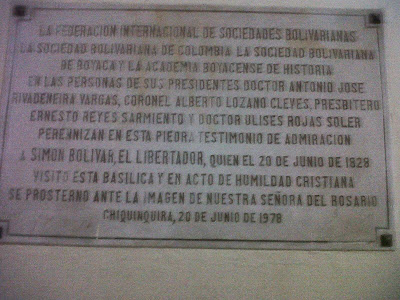 LA FEDERACION INTERNACIONAL DE SOCIEDADES BOLIVARIANAS
LA SOCIEDAD BOLIVARIANA DE COLOMBIA LA SOCIEDAD BOLIVARIANA
DE BOYACA Y LA ACADEMIA BOYACENSE DE HISTORIA
EN LAS PERSONAS DE SUS PRESIDENTES DOCTOR ANTONIO JOSE
RIVADENEIRA VARGAS, CORONEL ALBERTO LOZANO CLEVES, PRESBITERO
ERNESTO REYES SARMIENTO Y DOCTOR ULISES ROJAS SOLER
PERENNIZAN EN ESTA PIEDRA TESTIMONIO DE ADMIRACION
A SIMON BOLIVAR, EL LIBERTADOR, QUIEN EL 20 DE JUNIO DE 1828
VISITO ESTA BASILICA Y EN ACTO DE HUMILDAD CRISTIANA
SE PROSTERNO ANTE LA IMAGEN DE NUESTRA SEÑORA DEL ROSARIO
CHIQUINQUIRA, 20 DE JUNIO DE 1978